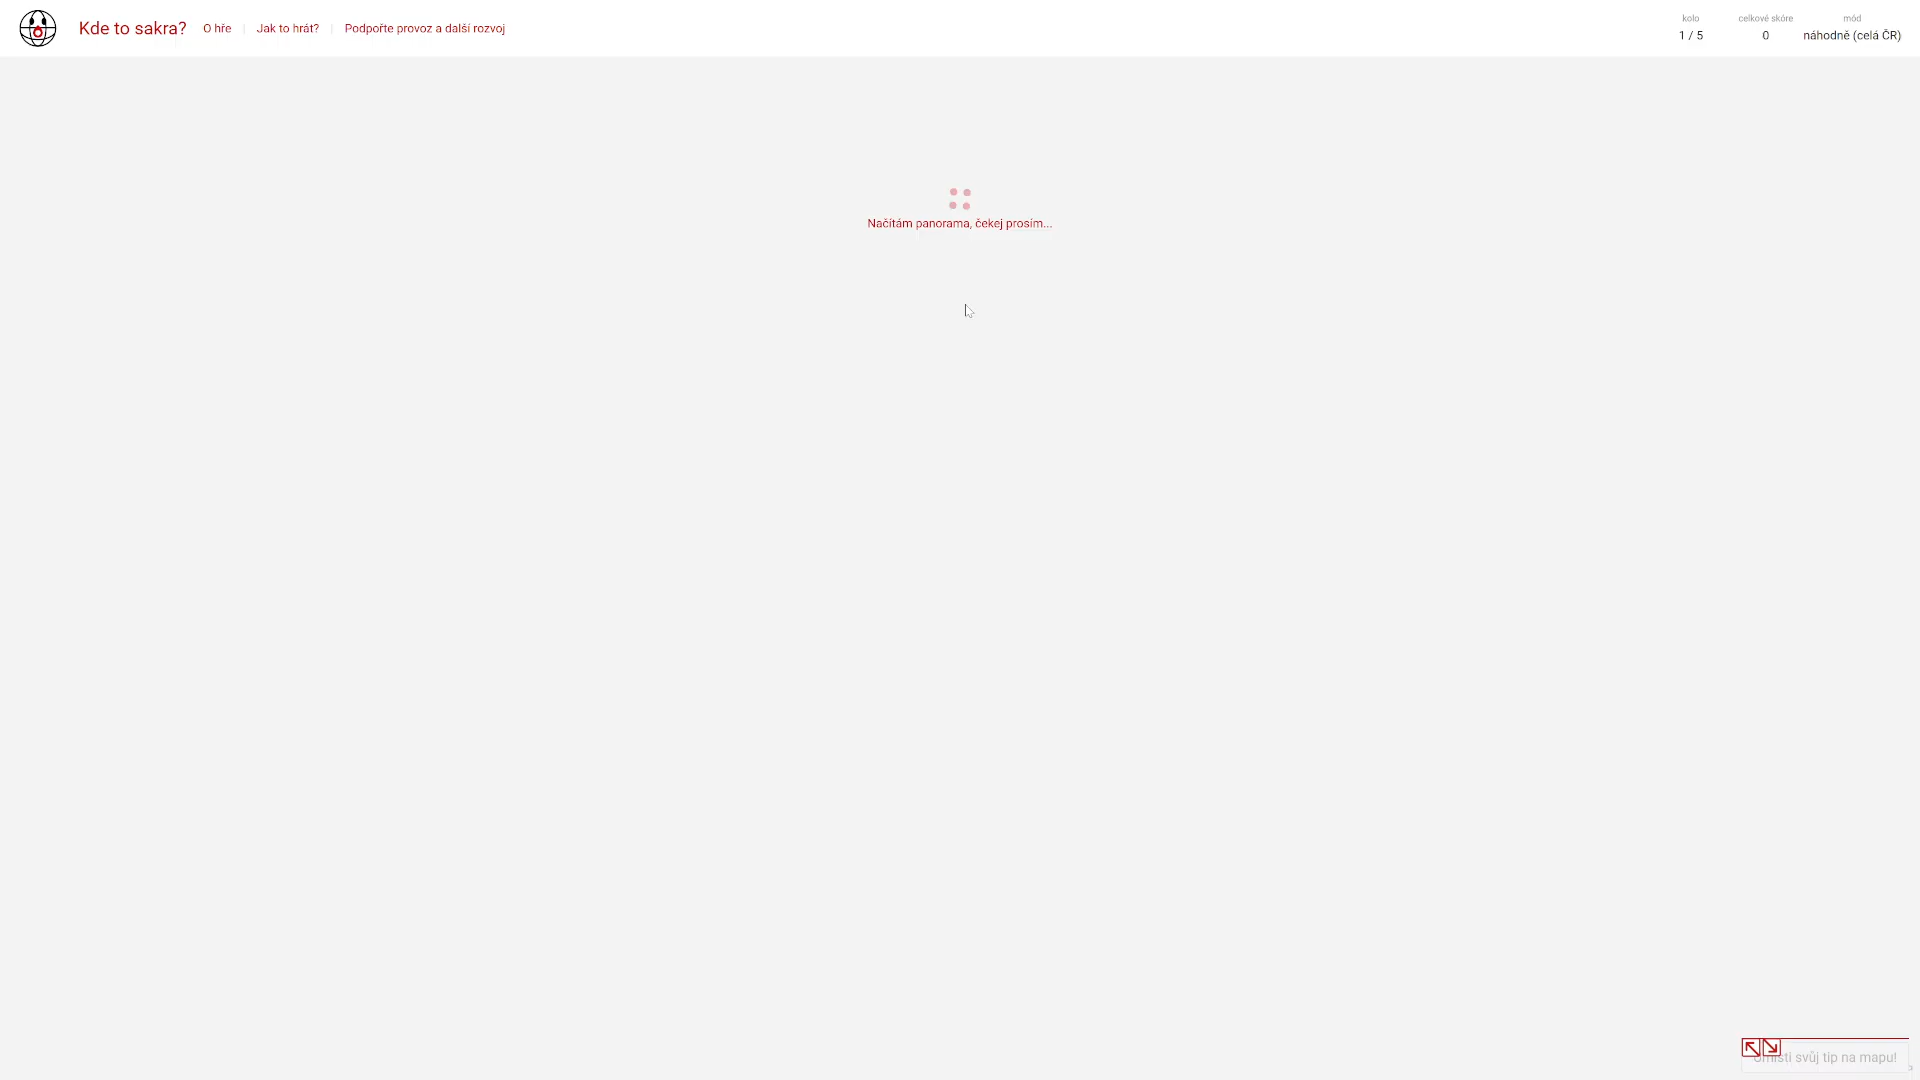 Kde to sakra?
O hře
Jak to hrát?
Podpořte provoz a další rozvoj
kolo
1 / 5
celkové skóre
0
mód
náhodně (celá ČR)
Načítám panorama, čekej prosím...
Umísti svůj tip na mapu!